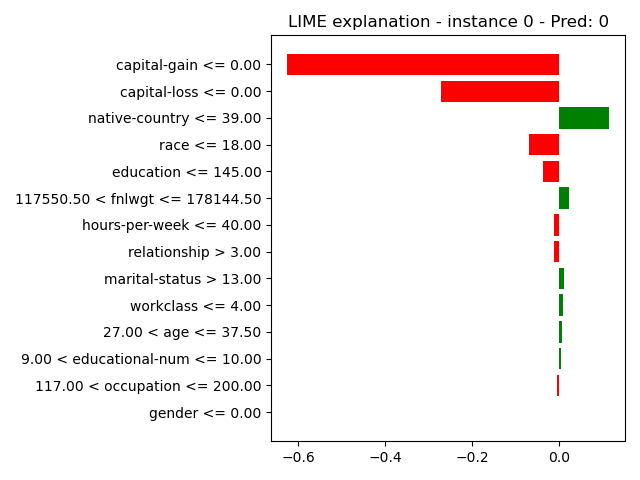 LIME explanation - instance 0 - Pred: 0
capital-gain <= 0.00
capital-loss <= 0.00
native-country <= 39.00
race <= 18.00
education <= 145.00
117550.50 < fnlwgt <= 178144.50
hours-per-week <= 40.00
relationship > 3.00
marital-status > 13.00
workclass <= 4.00
27.00 < age <= 37.50
9.00 < educational-num <= 10.00
117.00 < occupation <= 200.00
gender <= 0.00
−0.6 −0.4 −0.2 0.0